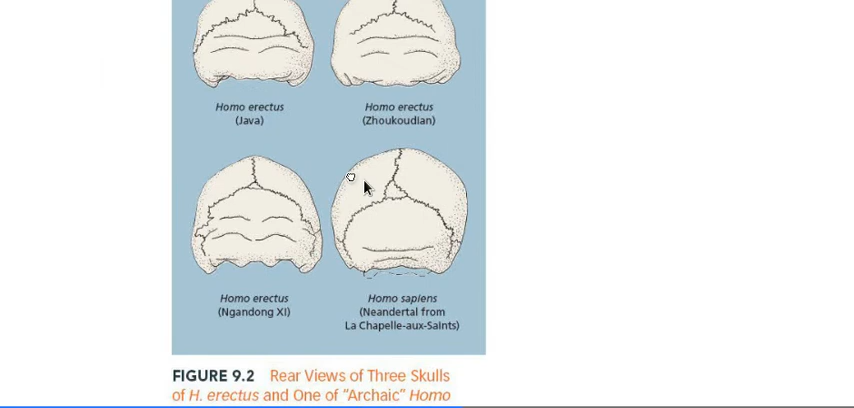 Homo erectus
(Java)
Homo erectus
(Zhoukoudian)
Homo erectus
(Ngandong XI)
Homo sapiens
(Neandertal from
La Chapelle-aux-Saints)
FIGURE 9.2 Rear Views of Three Skulls
of H. erectus and One of “Archaic” Homo